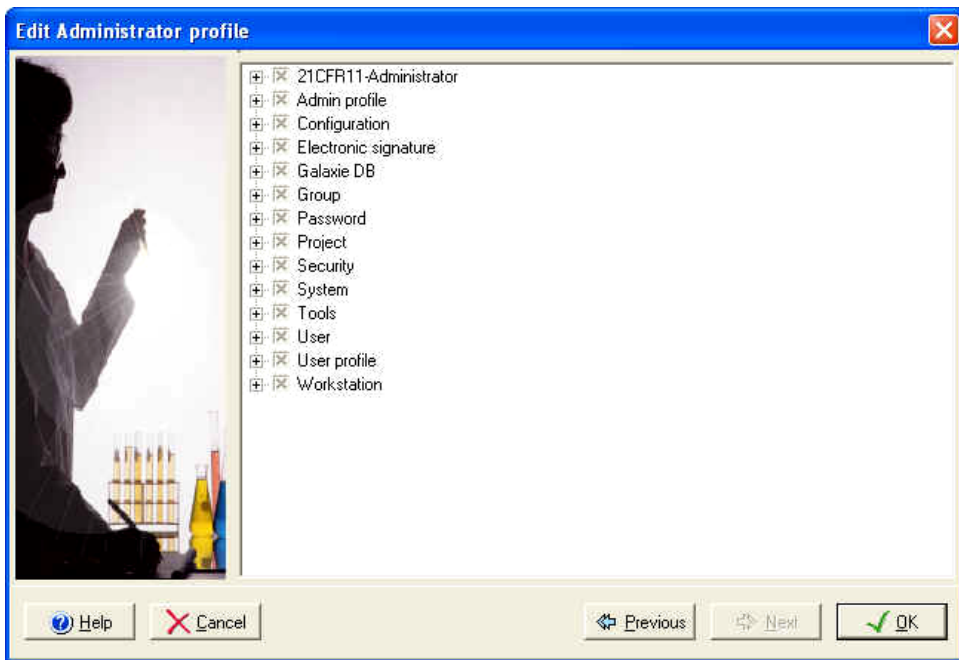 Edit Administrator profile
21CFR11-Administrator
Admin profile
Configuration
Electronic signature
Galaxie DB
Group
Password
Project
Security
System
Tools
User
User profile
Workstation
Help
Cancel
Previous
Next
OK